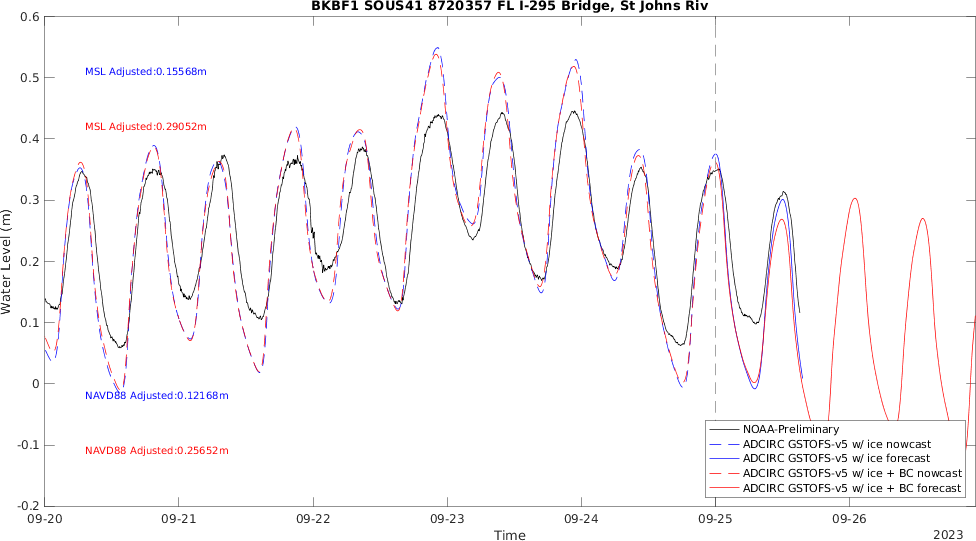 BKBF1 SOUS41 8720357 FL I-295 Bridge, St Johns Riv
0.6
0.5
0.4
0.3
0.2
0.1
0
-0.1
-0.2
Water Level (m)
MSL Adjusted:0.15568m
MSL Adjusted:0.29052m
NAVD88 Adjusted:0.12168m
NAVD88 Adjusted:0.25652m
NOAA-Preliminary
ADCIRC GSTOFS-v5 w/ ice nowcast
ADCIRC GSTOFS-v5 w/ ice forecast
ADCIRC GSTOFS-v5 w/ ice + BC nowcast
ADCIRC GSTOFS-v5 w/ ice + BC forecast
09-20 09-21 09-22 09-23 09-24 09-25 09-26
Time
2023